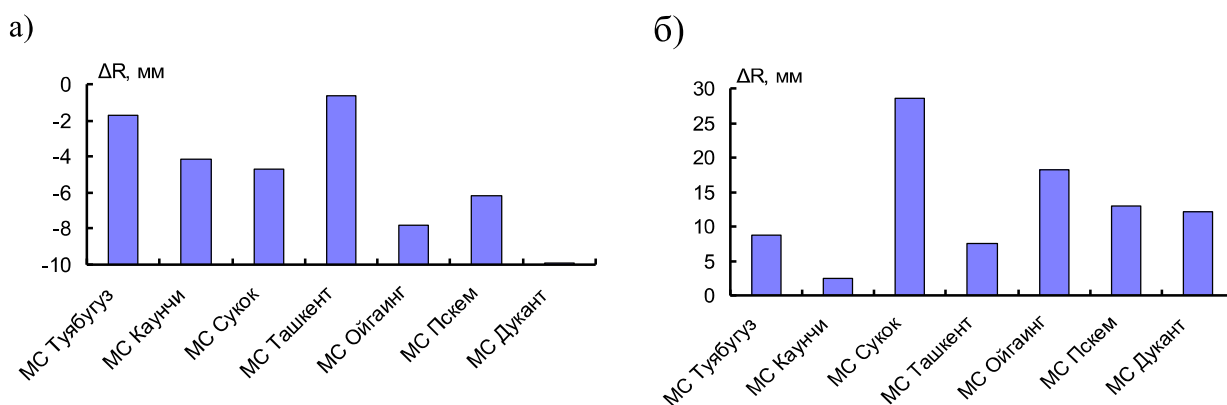 а)
ΔR, мм
0
-2
-4
-6
-8
-10
МС Туябугуз
МС Каунчи
МС Сукок
МС Ташкент
МС Ойгаинг
МС Пскем
МС Дукант
б)
ΔR, мм
30
25
20
15
10
5
0
МС Туябугуз
МС Каунчи
МС Сукок
МС Ташкент
МС Ойгаинг
МС Пскем
МС Дукант